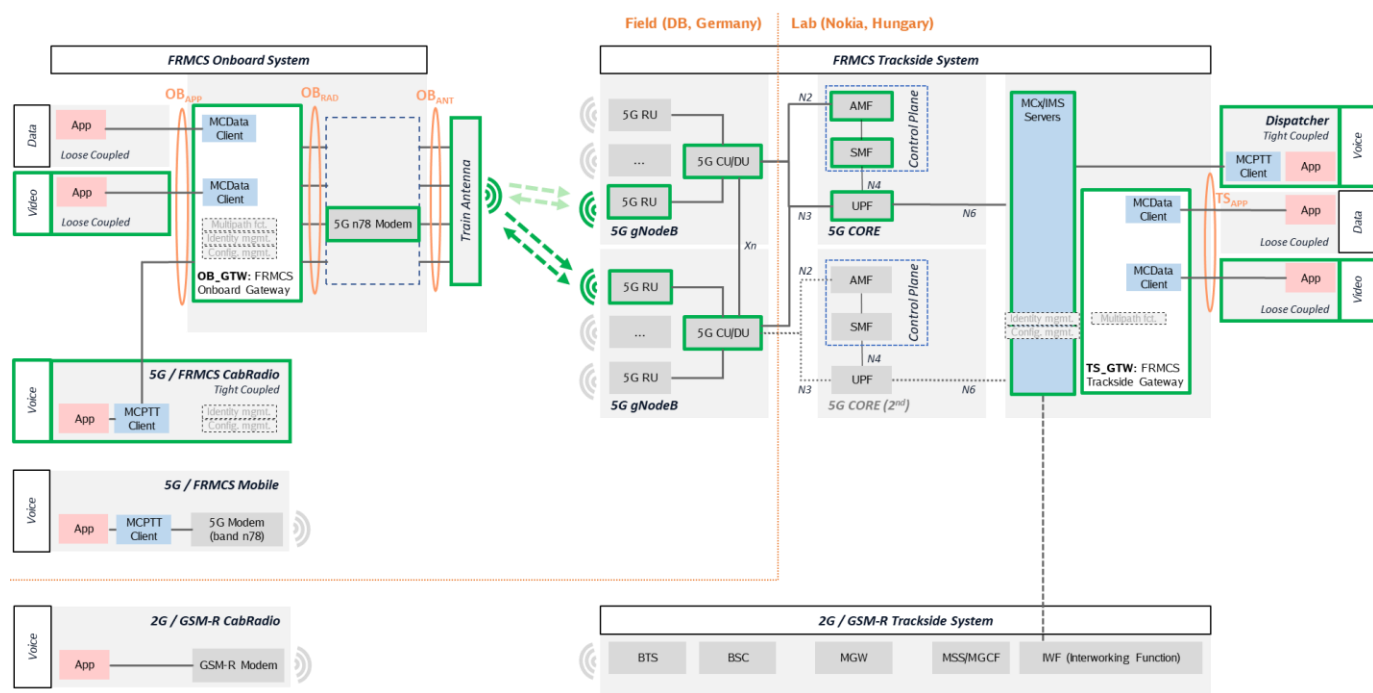 Field (DB, Germany)
Lab (Nokia, Hungary)
FRMCS Onboard System
FRMCS Trackside System
OBAPP
OBRAD
OBANT
Data
App
Loose Coupled
MCData
Client
Video
App
Loose Coupled
MCData
Client
Multipath fct.
Identity mgmt.
Config. mgmt.
OB_GTW: FRMCS
Onboard Gateway
5G n78 Modem
Train Antenna
5G RU
...
5G RU
5G CU/DU
5G gNodeB
Xn
5G RU
...
5G RU
5G CU/DU
5G gNodeB
N2
AMF
SMF
Control Plane
N4
N3
UPF
N6
5G CORE
N2
AMF
SMF
Control Plane
N4
N3
UPF
N6
5G CORE (2nd)
MCx/IMS
Servers
Identity mgmt.
Config. mgmt.
Multipath fct.
MCData
Client
MCData
Client
TS_GTW: FRMCS
Trackside Gateway
TSAPP
Dispatcher
Tight Coupled
MCPTT
Client
App
Voice
App
Loose Coupled
Data
App
Loose Coupled
Video
Voice
5G / FRMCS CabRadio
Tight Coupled
App
MCPTT
Client
Identity mgmt.
Config. mgmt.
Voice
5G / FRMCS Mobile
App
MCPTT
Client
5G Modem
(band n78)
Voice
2G / GSM-R CabRadio
App
GSM-R Modem
2G / GSM-R Trackside System
BTS
BSC
MGW
MSS/MGCF
IWF (Interworking Function)